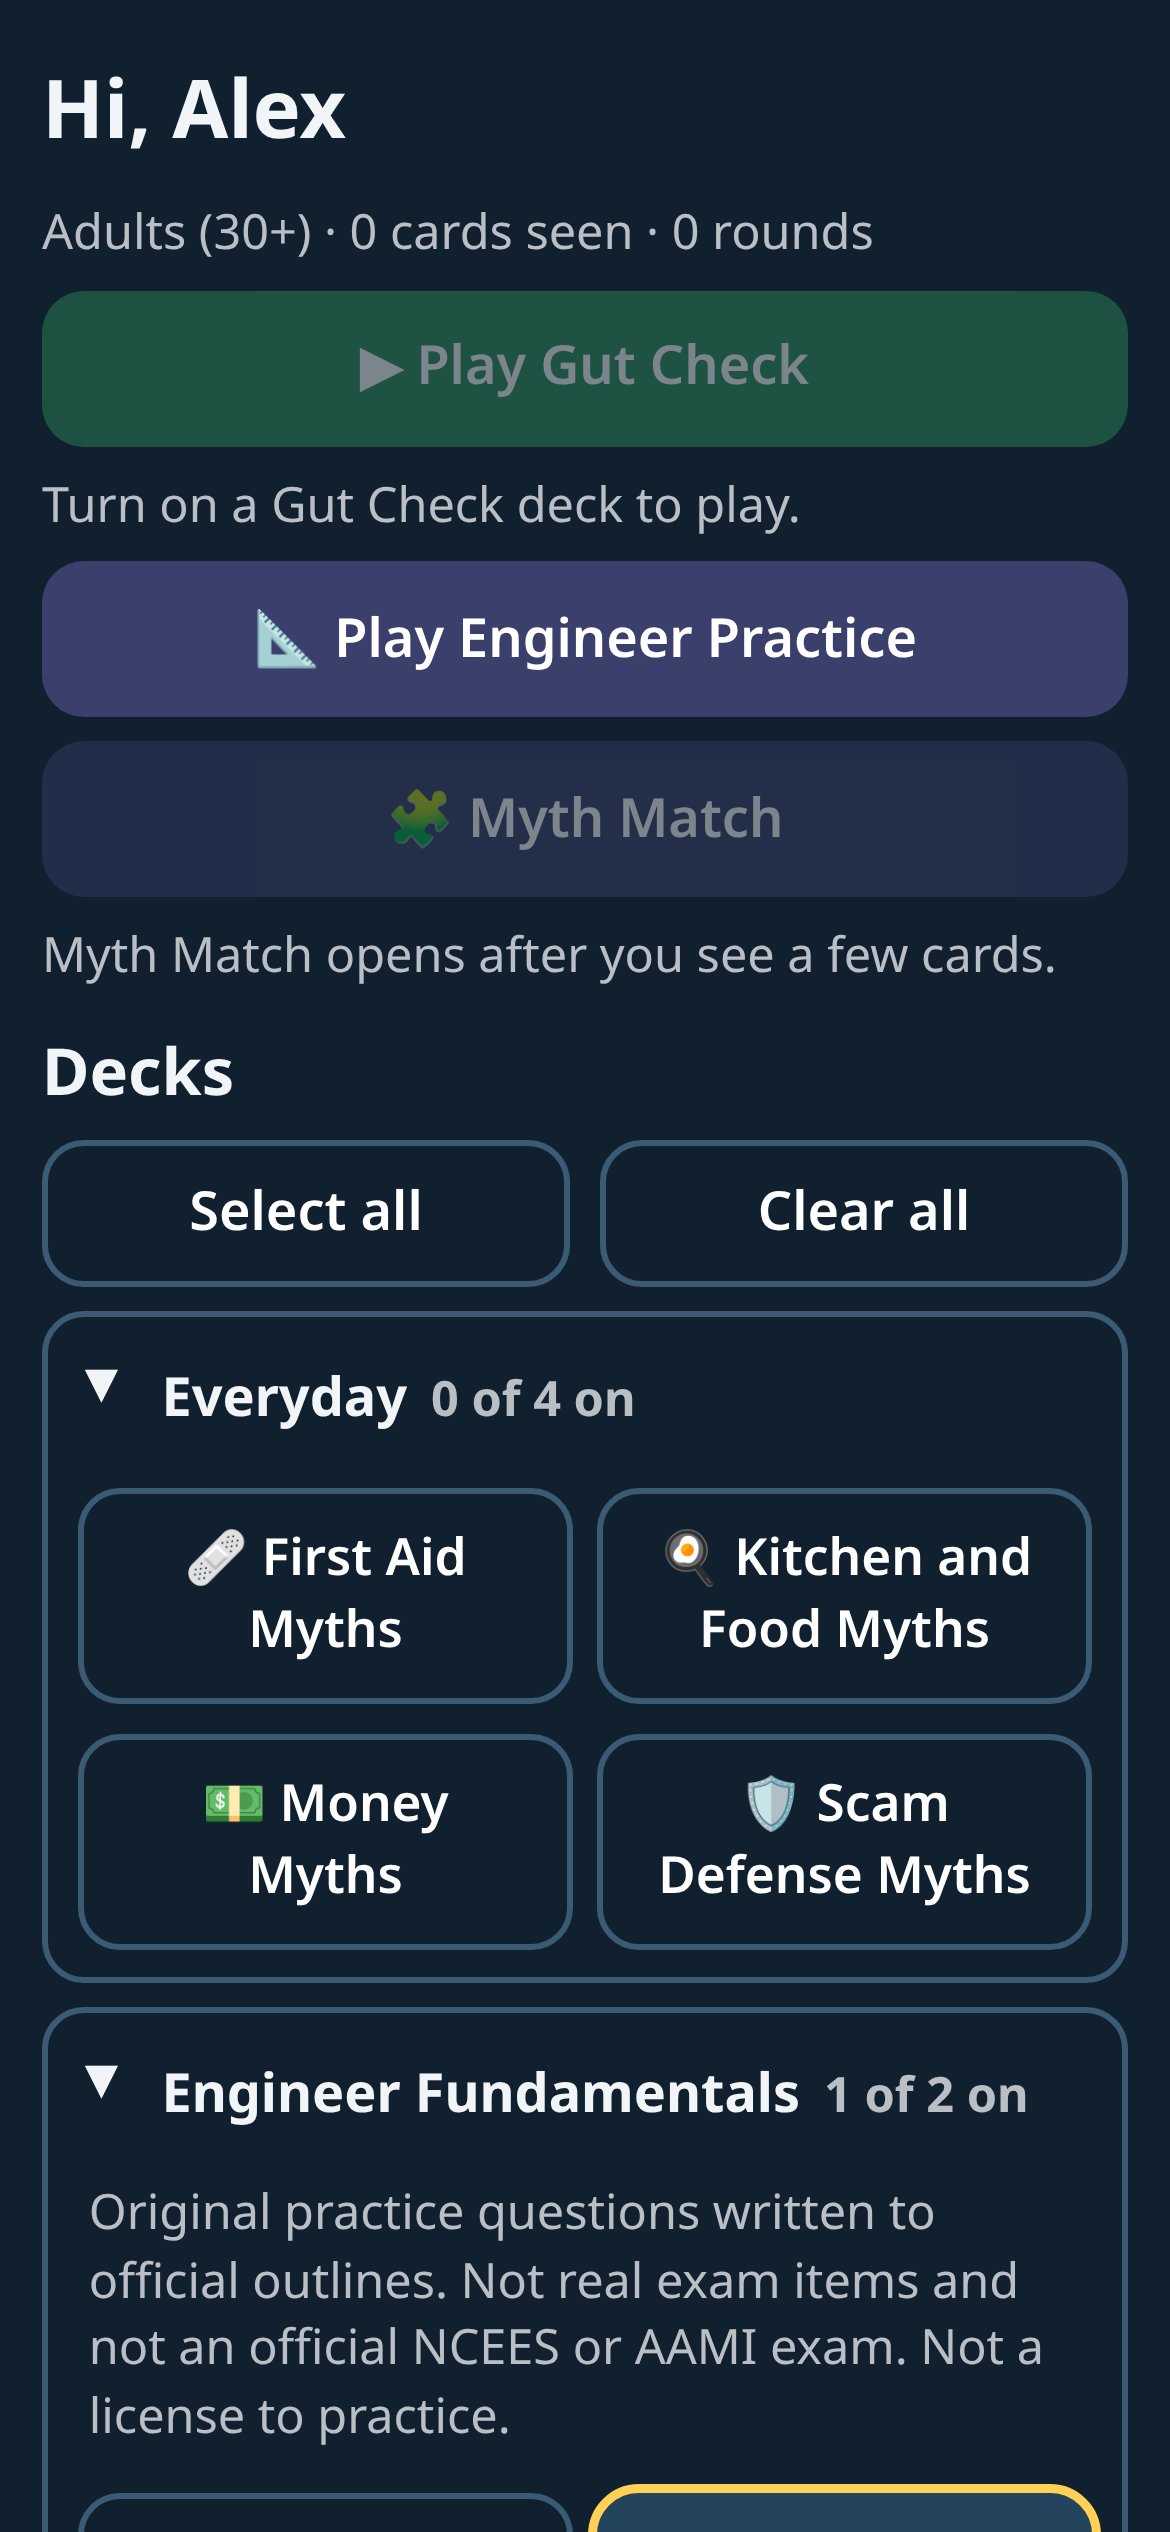 Hi, Alex
Adults (30+) · 0 cards seen · 0 rounds
▶ Play Gut Check
Turn on a Gut Check deck to play.
📐 Play Engineer Practice
🧩 Myth Match
Myth Match opens after you see a few cards.
Decks
Select all
Clear all
▼ Everyday 0 of 4 on
🩹 First Aid
Myths
🍳 Kitchen and
Food Myths
💵 Money
Myths
🛡️ Scam
Defense Myths
▼ Engineer Fundamentals 1 of 2 on
Original practice questions written to
official outlines. Not real exam items and
not an official NCEES or AAMI exam. Not a
license to practice.